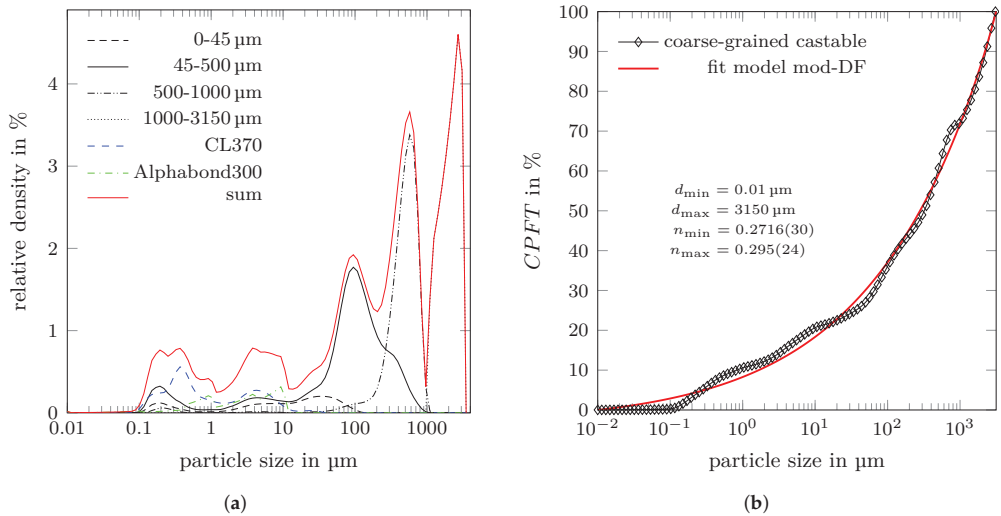 0-45 µm
45-500 µm
500-1000 µm
1000-3150 µm
CL370
Alphabond300
sum
relative density in %
4
3
2
1
0
0.01 0.1 1 10 100 1000
particle size in µm
(a)
coarse-grained castable
fit model mod-DF
d_min = 0.01 µm
d_max = 3150 µm
n_min = 0.2716(30)
n_max = 0.295(24)
CPFT in %
100
90
80
70
60
50
40
30
20
10
0
10^−2 10^−1 10^0 10^1 10^2 10^3
particle size in µm
(b)